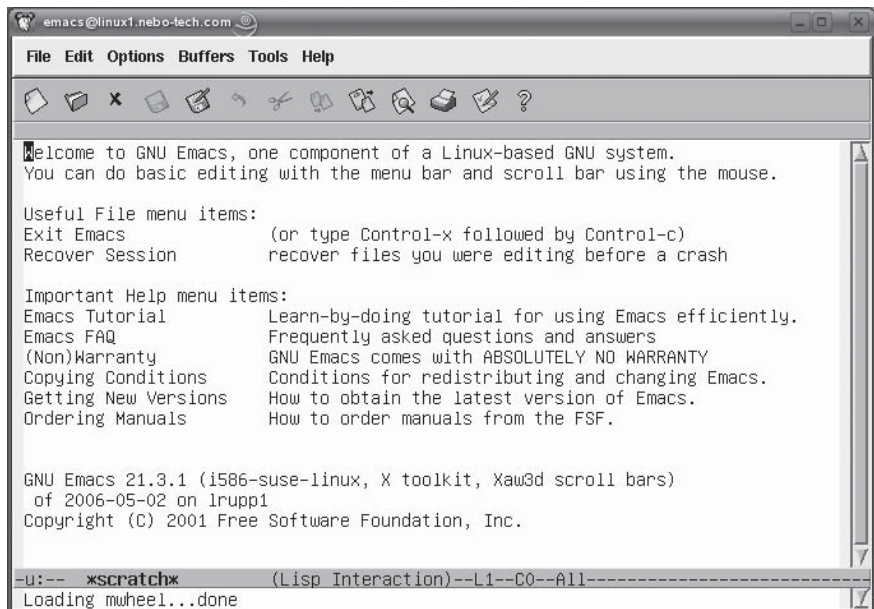 emacs@linux1.nebo-tech.com
File Edit Options Buffers Tools Help
Welcome to GNU Emacs, one component of a Linux-based GNU system.
You can do basic editing with the menu bar and scroll bar using the mouse.
Useful File menu items:
Exit Emacs (or type Control-x followed by Control-c)
Recover Session recover files you were editing before a crash
Important Help menu items:
Emacs Tutorial Learn-by-doing tutorial for using Emacs efficiently.
Emacs FAQ Frequently asked questions and answers
(Non)Warranty GNU Emacs comes with ABSOLUTELY NO WARRANTY
Copying Conditions Conditions for redistributing and changing Emacs.
Getting New Versions How to obtain the latest version of Emacs.
Ordering Manuals How to order manuals from the FSF.
GNU Emacs 21.3.1 (i586-suse-linux, X toolkit, Xaw3d scroll bars)
of 2006-05-02 on lrupp1
Copyright (C) 2001 Free Software Foundation, Inc.
-u:-- *scratch* (Lisp Interaction)--L1--C0--All---------------------------
Loading mwheel...done